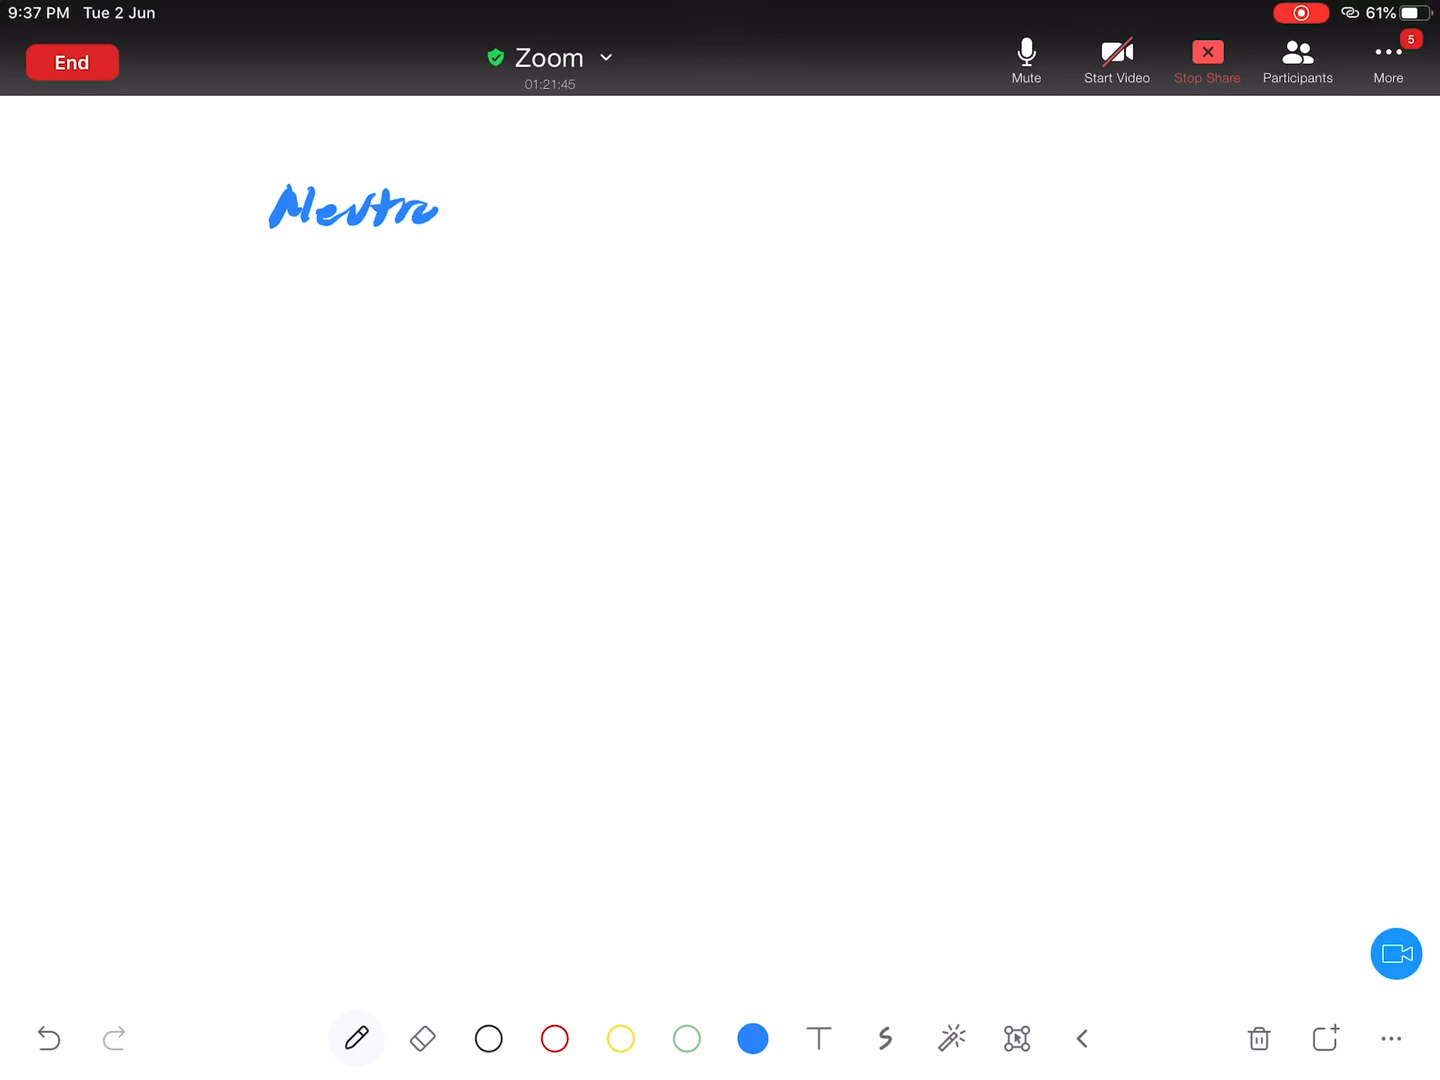 9:37 PM Tue 2 Jun 61%
End Zoom 01:21:45 Mute Start Video Stop Share Participants More 5
Neutra
T